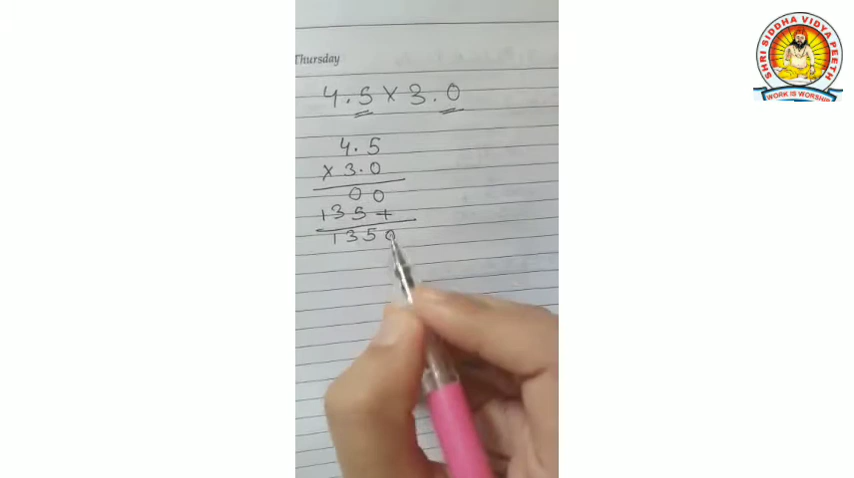 Thursday
4.5 x 3.0
4.5
x 3.0
00
135+
1350
SHRI SIDDHA VIDYA PEETH
WORK IS WORSHIP